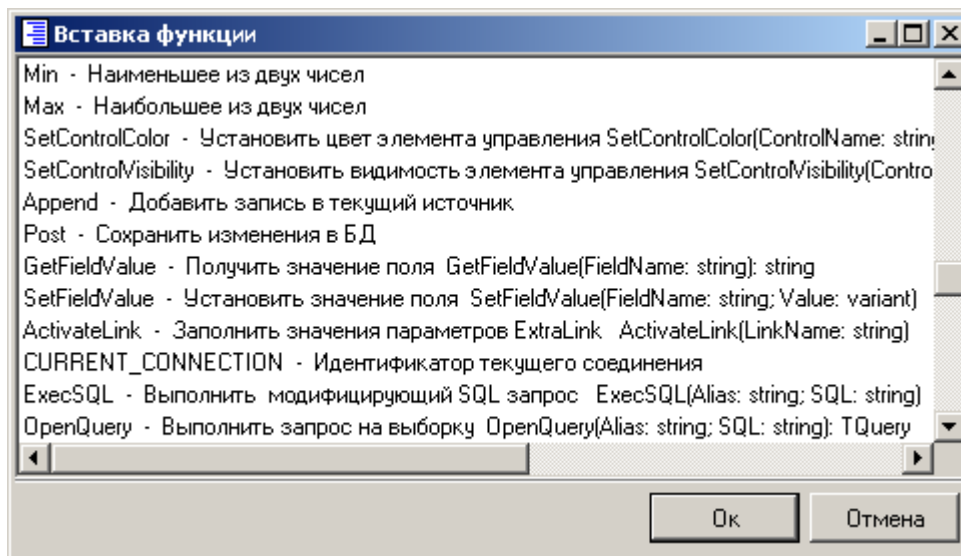 Вставка функции
Min - Наименьшее из двух чисел
Max - Наибольшее из двух чисел
SetControlColor - Установить цвет элемента управления SetControlColor(ControlName: string
SetControlVisibility - Установить видимость элемента управления SetControlVisibility(Contro
Append - Добавить запись в текущий источник
Post - Сохранить изменения в БД
GetFieldValue - Получить значение поля GetFieldValue(FieldName: string): string
SetFieldValue - Установить значение поля SetFieldValue(FieldName: string; Value: variant)
ActivateLink - Заполнить значения параметров ExtraLink ActivateLink(LinkName: string)
CURRENT_CONNECTION - Идентификатор текущего соединения
ExecSQL - Выполнить модифицирующий SQL запрос ExecSQL(Alias: string; SQL: string)
OpenQuery - Выполнить запрос на выборку OpenQuery(Alias: string; SQL: string): TQuery
Ок
Отмена